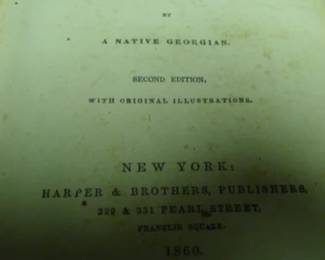 BY
A NATIVE GEORGIAN.
SECOND EDITION,
WITH ORIGINAL ILLUSTRATIONS.
NEW YORK:
HARPER & BROTHERS, PUBLISHERS,
329 & 331 PEARL STREET,
FRANKLIN SQUARE.
1860.